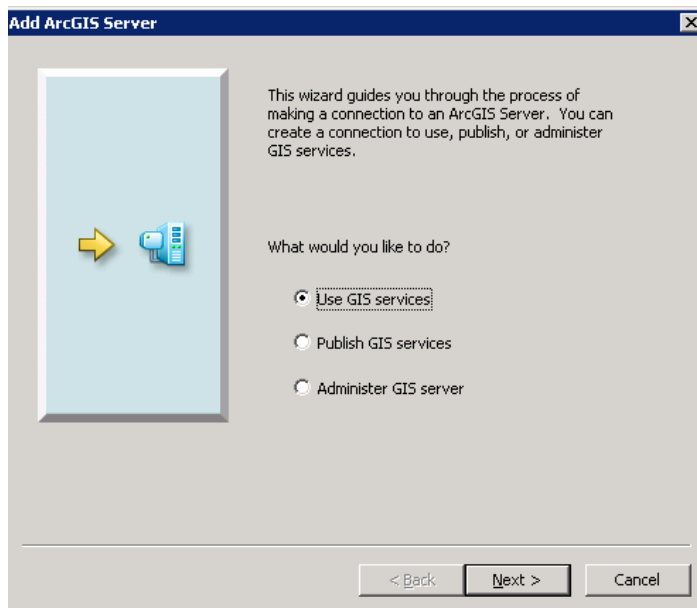 Add ArcGIS Server
This wizard guides you through the process of
making a connection to an ArcGIS Server.  You can
create a connection to use, publish, or administer
GIS services.
What would you like to do?
Use GIS services
Publish GIS services
Administer GIS server
< Back
Next >
Cancel